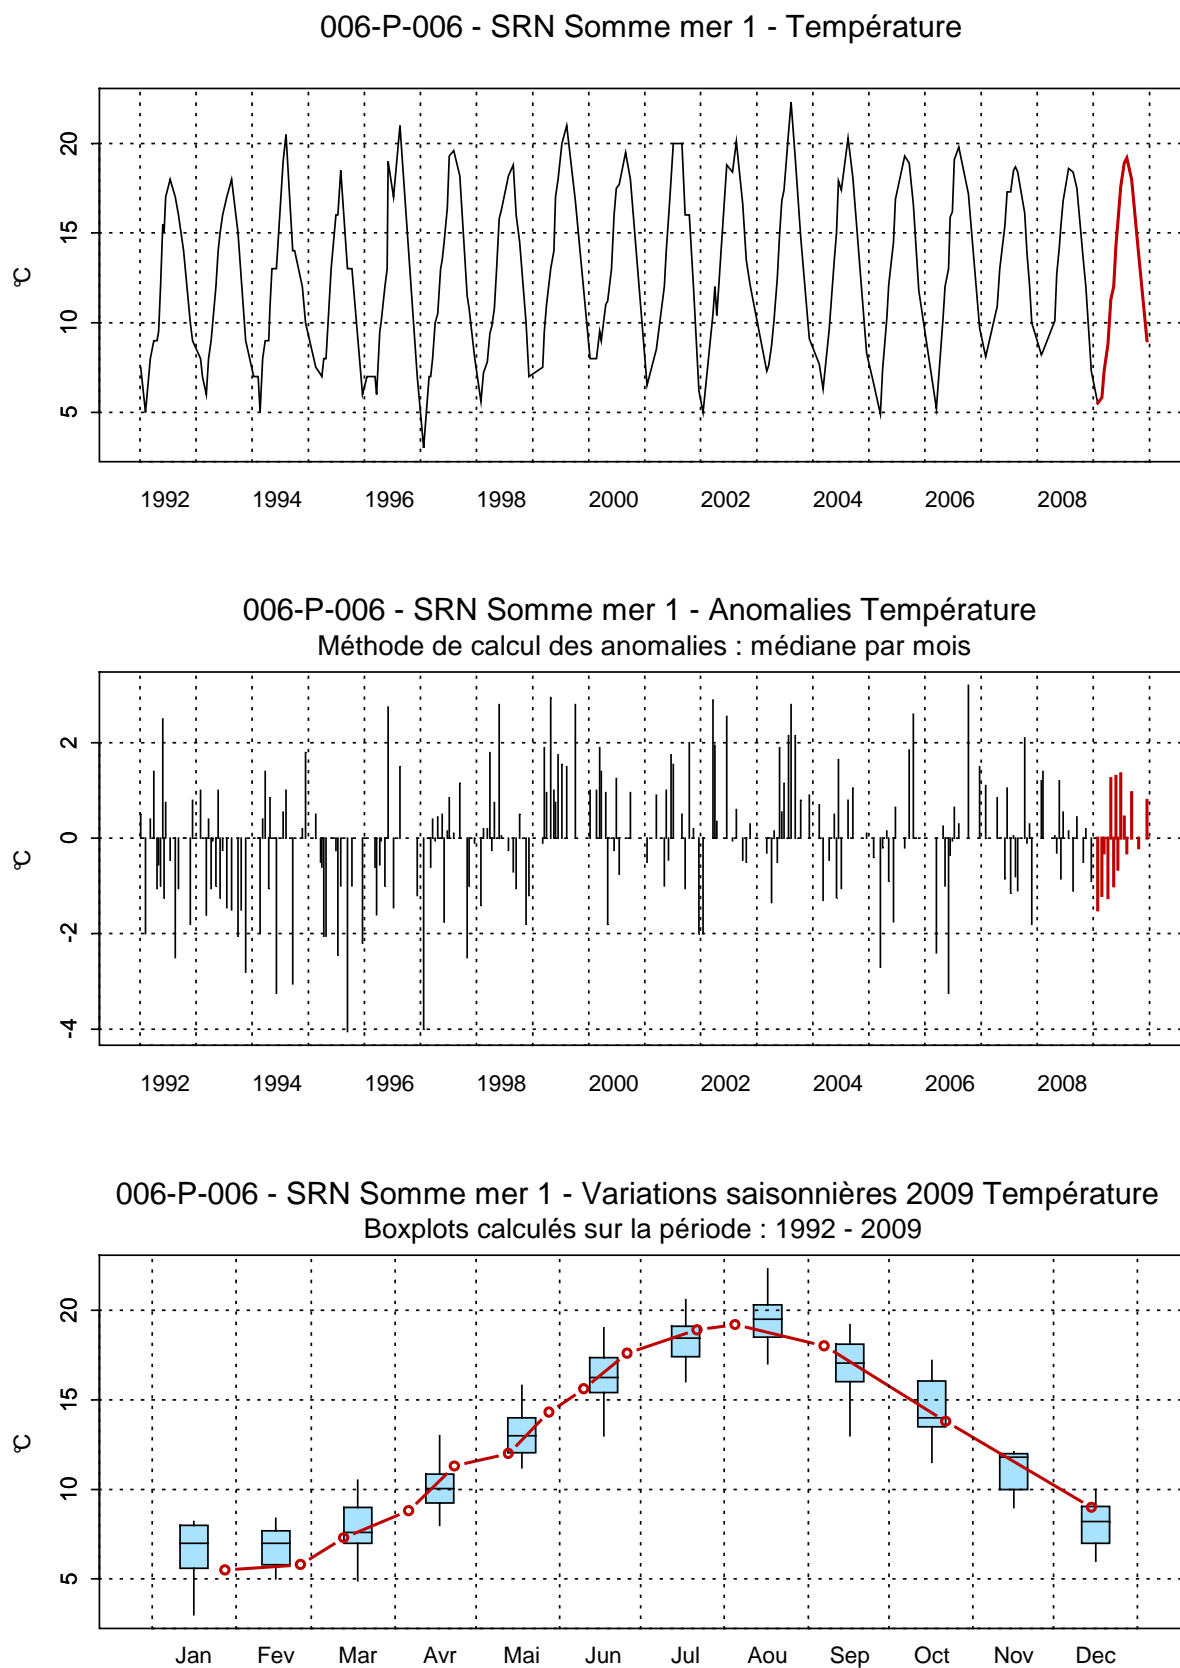 006-P-006 - SRN Somme mer 1 - Température
20
15
10
5
°C
1992 1994 1996 1998 2000 2002 2004 2006 2008
006-P-006 - SRN Somme mer 1 - Anomalies Température
Méthode de calcul des anomalies : médiane par mois
2
0
-2
-4
°C
1992 1994 1996 1998 2000 2002 2004 2006 2008
006-P-006 - SRN Somme mer 1 - Variations saisonnières 2009 Température
Boxplots calculés sur la période : 1992 - 2009
20
15
10
5
°C
Jan Fev Mar Avr Mai Jun Jul Aou Sep Oct Nov Dec